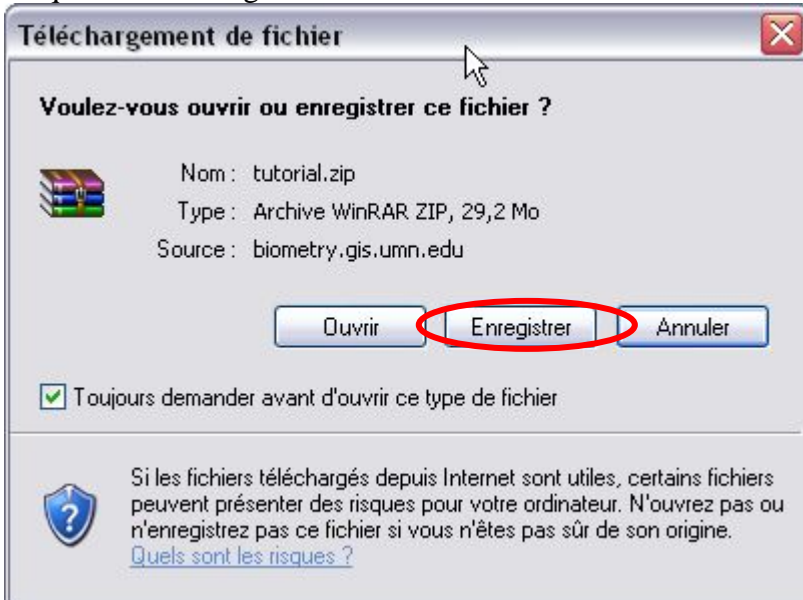 Téléchargement de fichier
Voulez-vous ouvrir ou enregistrer ce fichier ?
Nom : tutorial.zip
Type : Archive WinRAR ZIP, 29,2 Mo
Source : biometry.gis.umn.edu
Ouvrir Enregistrer Annuler
Toujours demander avant d'ouvrir ce type de fichier
Si les fichiers téléchargés depuis Internet sont utiles, certains fichiers
peuvent présenter des risques pour votre ordinateur. N'ouvrez pas ou
n'enregistrez pas ce fichier si vous n'êtes pas sûr de son origine.
Quels sont les risques ?